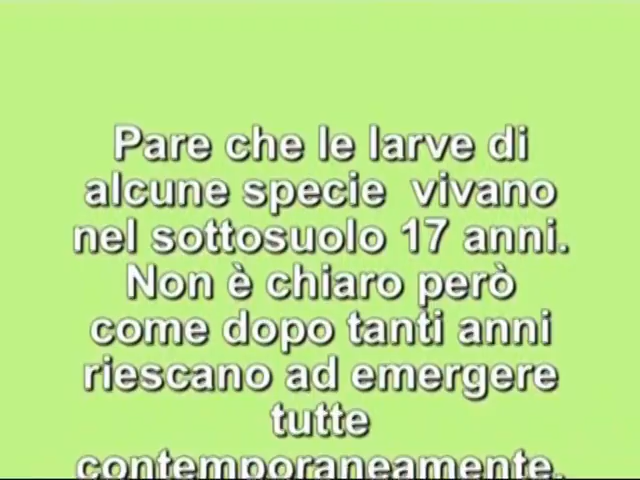 Pare che le larve di
alcune specie vivano
nel sottosuolo 17 anni.
Non è chiaro però
come dopo tanti anni
riescano ad emergere
tutte
contemporaneamente.